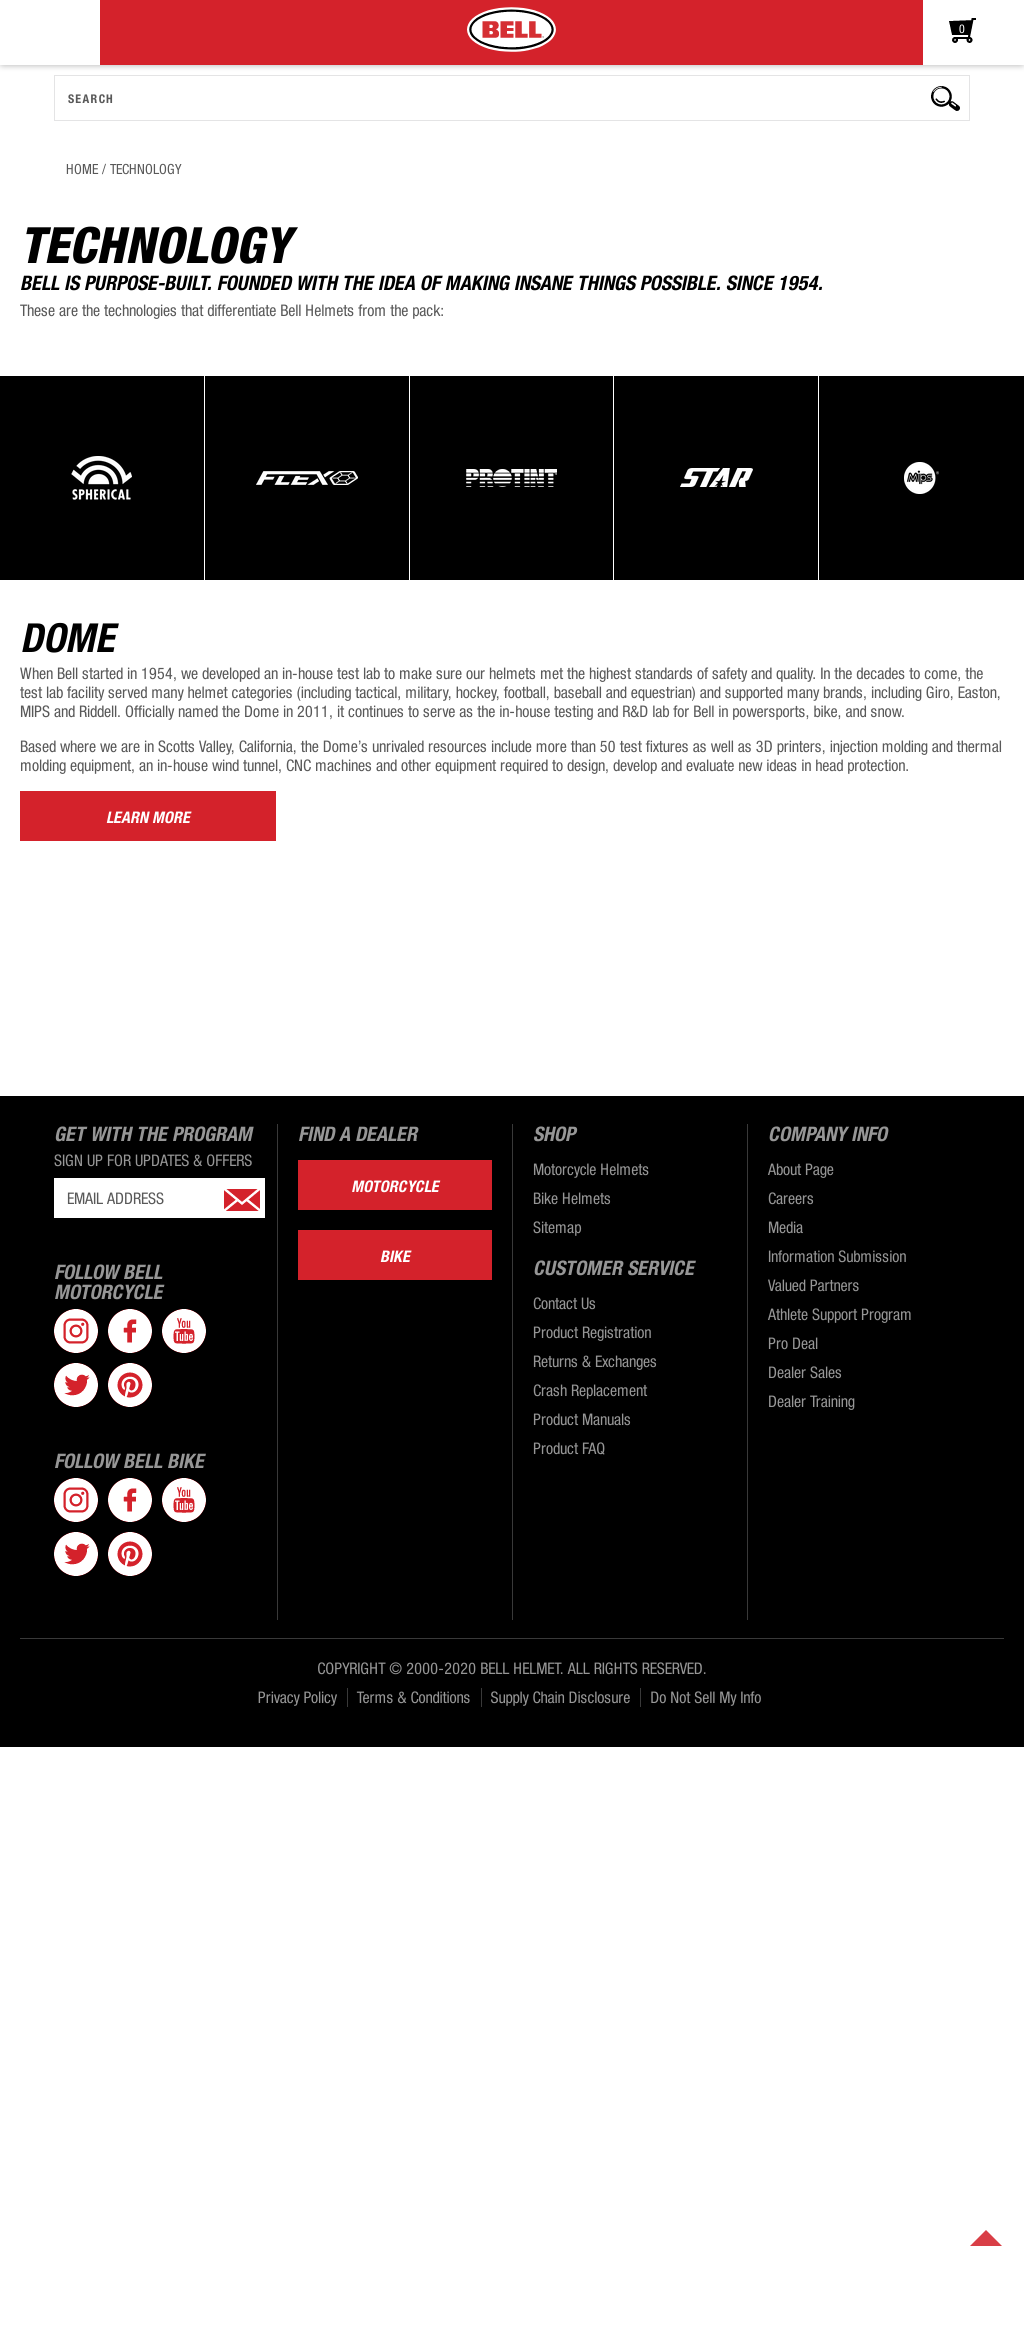 BELL
0
SEARCH
HOME / TECHNOLOGY
TECHNOLOGY
BELL IS PURPOSE-BUILT. FOUNDED WITH THE IDEA OF MAKING INSANE THINGS POSSIBLE. SINCE 1954.
These are the technologies that differentiate Bell Helmets from the pack:
SPHERICAL
FLEX
PROTINT
STAR
Mips
DOME
When Bell started in 1954, we developed an in-house test lab to make sure our helmets met the highest standards of safety and quality. In the decades to come, the
test lab facility served many helmet categories (including tactical, military, hockey, football, baseball and equestrian) and supported many brands, including Giro, Easton,
MIPS and Riddell. Officially named the Dome in 2011, it continues to serve as the in-house testing and R&D lab for Bell in powersports, bike, and snow.
Based where we are in Scotts Valley, California, the Dome’s unrivaled resources include more than 50 test fixtures as well as 3D printers, injection molding and thermal
molding equipment, an in-house wind tunnel, CNC machines and other equipment required to design, develop and evaluate new ideas in head protection.
LEARN MORE
GET WITH THE PROGRAM
SIGN UP FOR UPDATES & OFFERS
EMAIL ADDRESS
FOLLOW BELL
MOTORCYCLE
You
Tube
FOLLOW BELL BIKE
You
Tube
FIND A DEALER
MOTORCYCLE
BIKE
SHOP
Motorcycle Helmets
Bike Helmets
Sitemap
CUSTOMER SERVICE
Contact Us
Product Registration
Returns & Exchanges
Crash Replacement
Product Manuals
Product FAQ
COMPANY INFO
About Page
Careers
Media
Information Submission
Valued Partners
Athlete Support Program
Pro Deal
Dealer Sales
Dealer Training
COPYRIGHT © 2000-2020 BELL HELMET. ALL RIGHTS RESERVED.
Privacy Policy
Terms & Conditions
Supply Chain Disclosure
Do Not Sell My Info